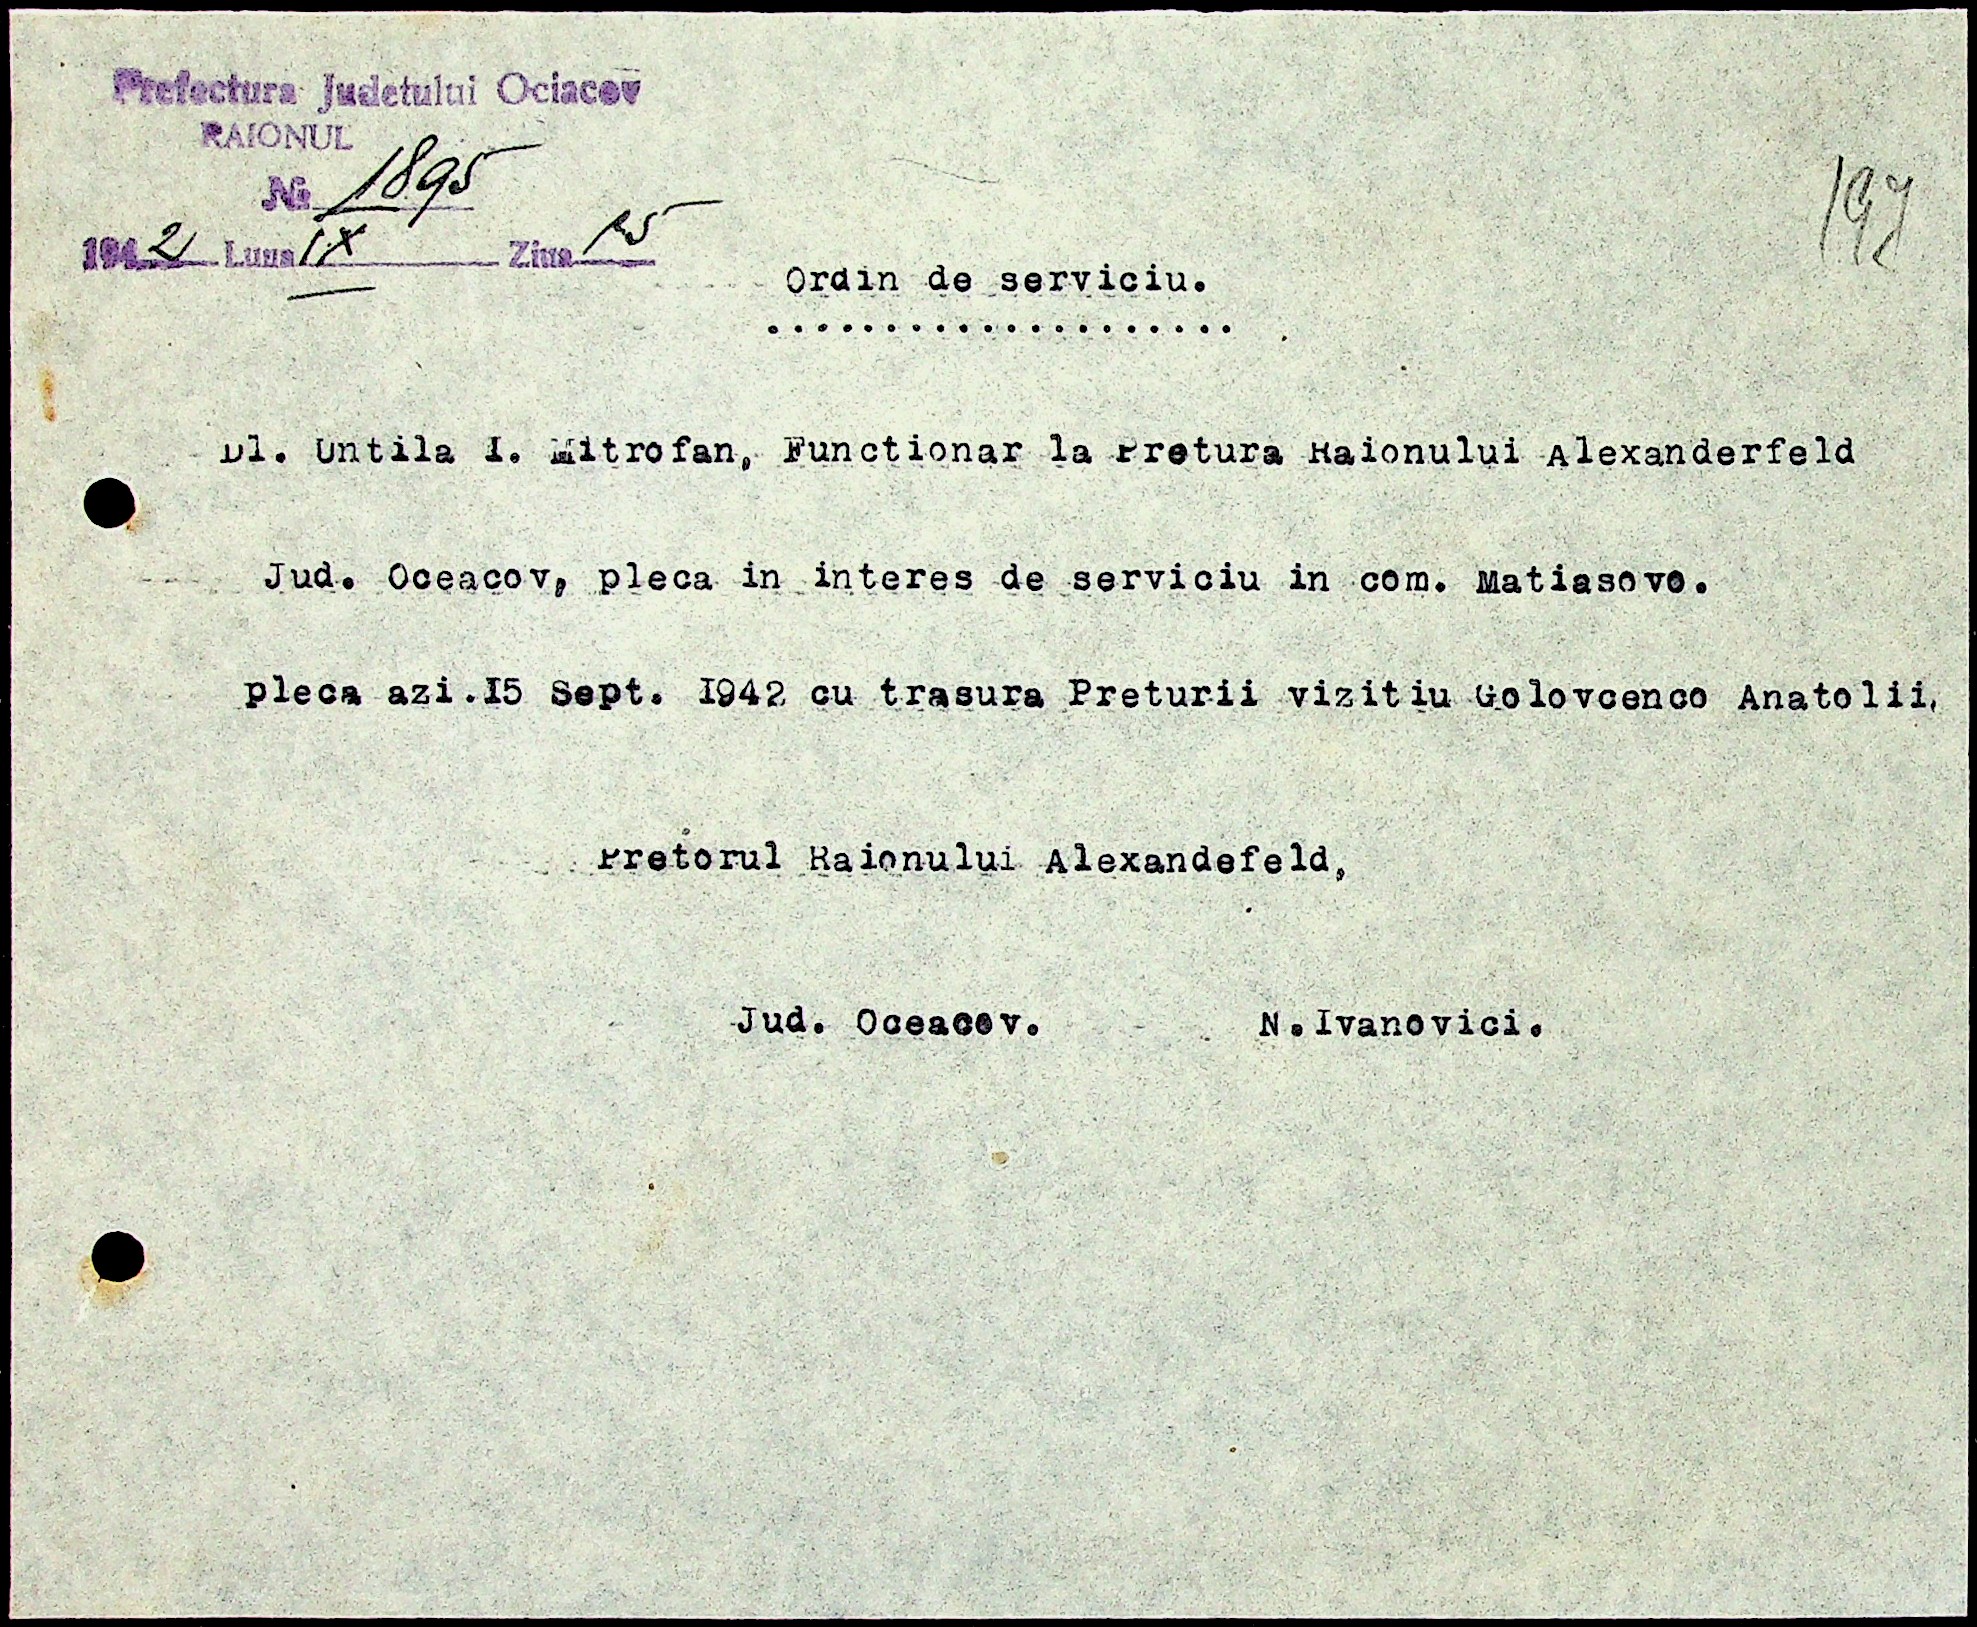 Prefectura Judetului Ociacov
RAIONUL
№ 1895
1942 Luna IX Ziua 15
197
Ordin de serviciu.
....................
Dl. Untila I. Mitrofan, Functionar la Pretura Raionului Alexanderfeld
Jud. Oceacov, pleca in interes de serviciu in com. Matiasovo.
pleca azi.I5 Sept. I942 cu trasura Preturii vizitiu Golovcenco Anatolii,
Pretorul Raionului Alexandefeld,
Jud. Oceacov. N.Ivanovici.